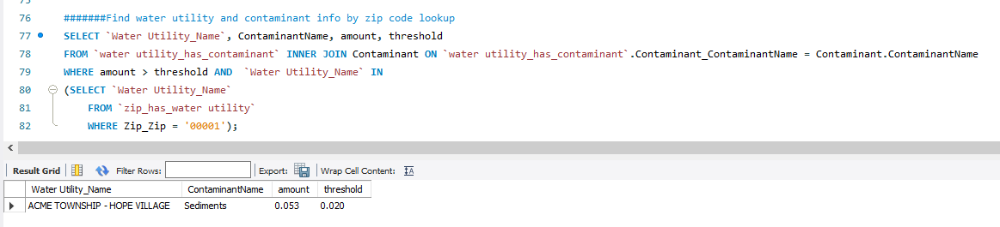 76 #######Find water utility and contaminant info by zip code lookup
77 SELECT `Water Utility_Name`, ContaminantName, amount, threshold
78 FROM `water utility_has_contaminant` INNER JOIN Contaminant ON `water utility_has_contaminant`.Contaminant_ContaminantName = Contaminant.ContaminantName
79 WHERE amount > threshold AND  `Water Utility_Name` IN
80 (SELECT `Water Utility_Name`
81 FROM `zip_has_water utility`
82 WHERE Zip_Zip = '00001');
Result Grid Filter Rows: Export: Wrap Cell Content:
Water Utility_Name ContaminantName amount threshold
ACME TOWNSHIP - HOPE VILLAGE Sediments 0.053 0.020